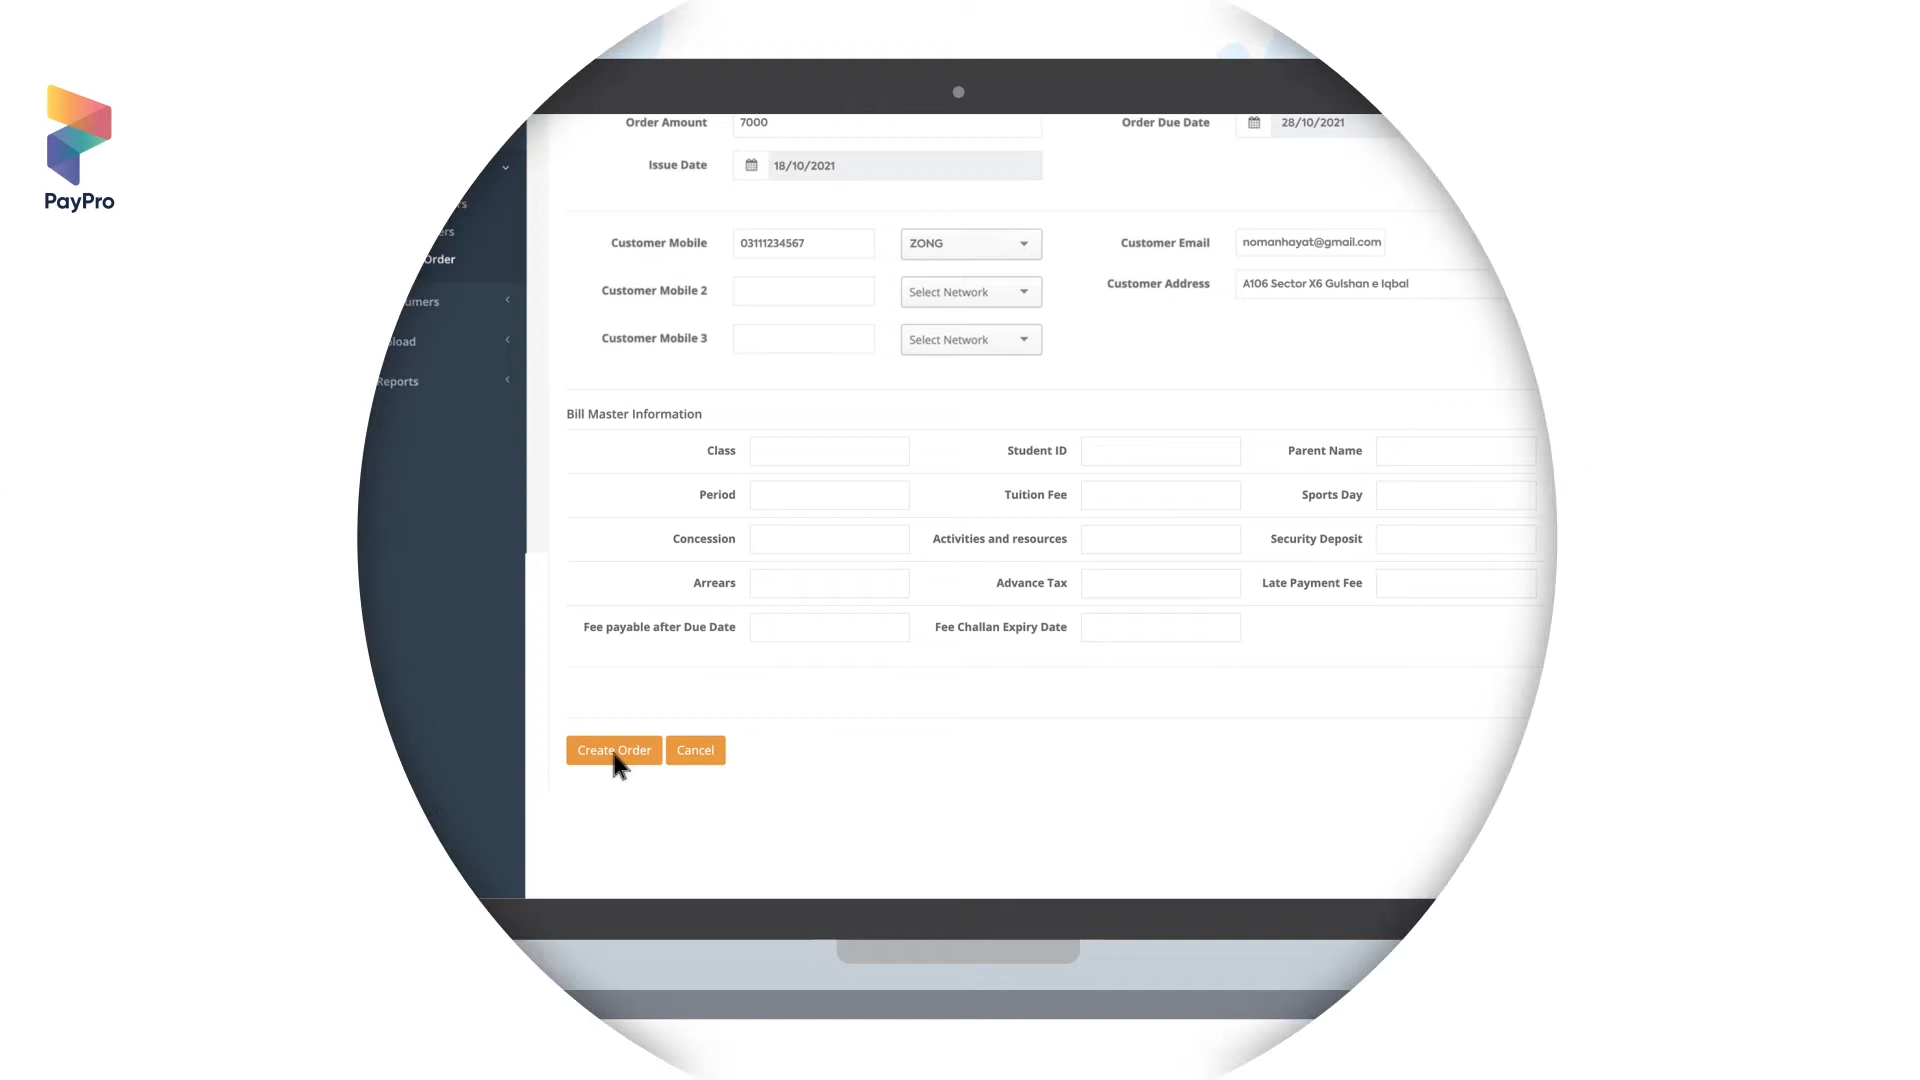 PayPro
Order Amount 7000 Order Due Date 28/10/2021
Issue Date 18/10/2021
Customer Mobile 03111234567 ZONG Customer Email nomanhayat@gmail.com
Customer Mobile 2 Select Network Customer Address A106 Sector X6 Gulshan e Iqbal
Customer Mobile 3 Select Network
Order
Reports
Bill Master Information
Class Student ID Parent Name
Period Tuition Fee Sports Day
Concession Activities and resources Security Deposit
Arrears Advance Tax Late Payment Fee
Fee payable after Due Date Fee Challan Expiry Date
Create Order Cancel